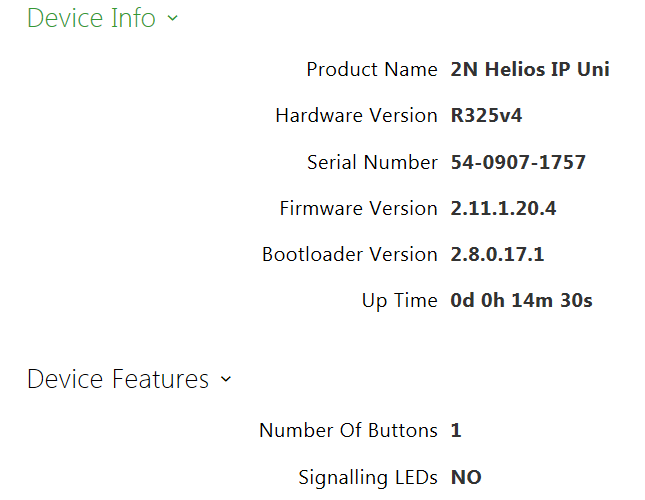 Device Info
Product Name 2N Helios IP Uni
Hardware Version R325v4
Serial Number 54-0907-1757
Firmware Version 2.11.1.20.4
Bootloader Version 2.8.0.17.1
Up Time 0d 0h 14m 30s
Device Features
Number Of Buttons 1
Signalling LEDs NO